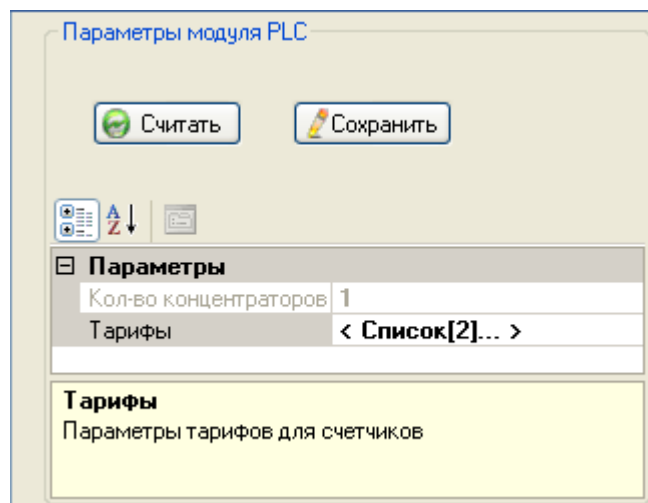 Параметры модуля PLC
Считать Сохранить
Параметры
Кол-во концентраторов 1
Тарифы < Список[2]... >
Тарифы
Параметры тарифов для счетчиков